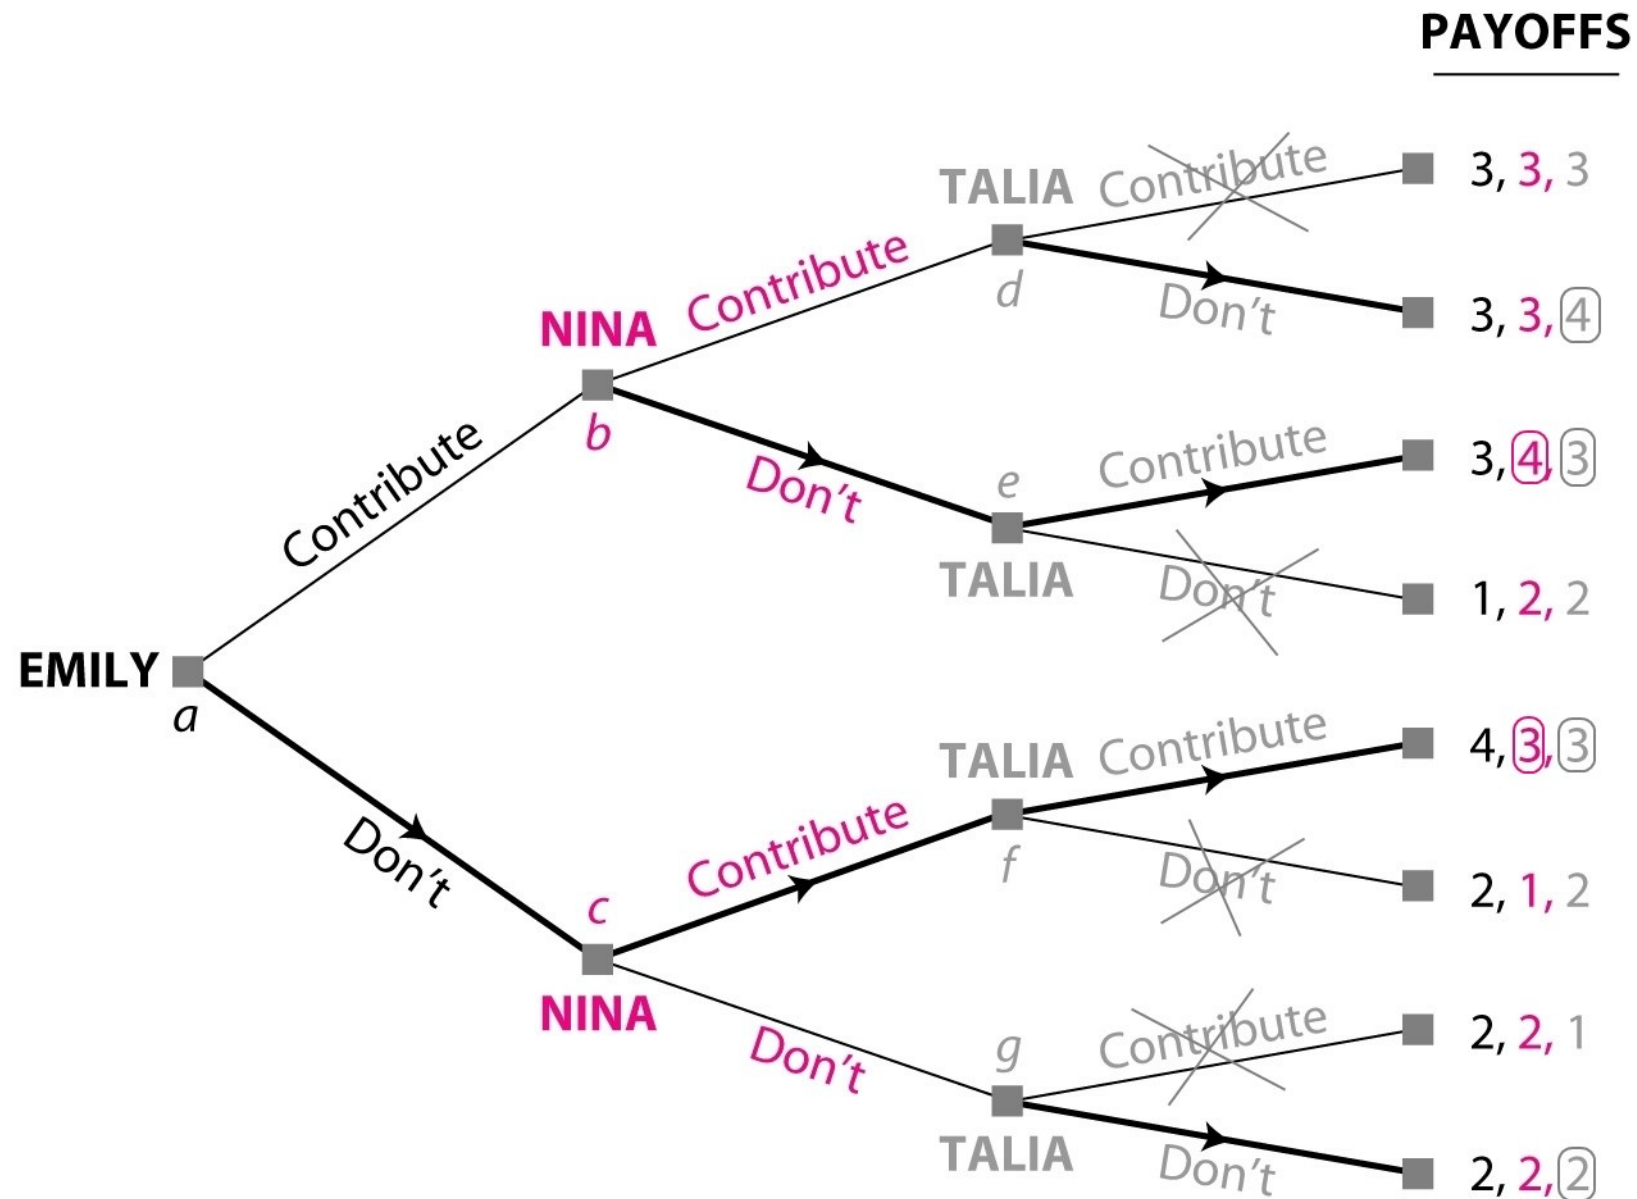 PAYOFFS
TALIA Contribute 3, 3, 3
d Don't 3, 3, 4
NINA Contribute
b Don't
e Contribute 3, 4, 3
TALIA Don't 1, 2, 2
Contribute
EMILY
a
Don't
TALIA Contribute 4, 3, 3
f Don't 2, 1, 2
c Contribute
NINA Don't
g Contribute 2, 2, 1
TALIA Don't 2, 2, 2